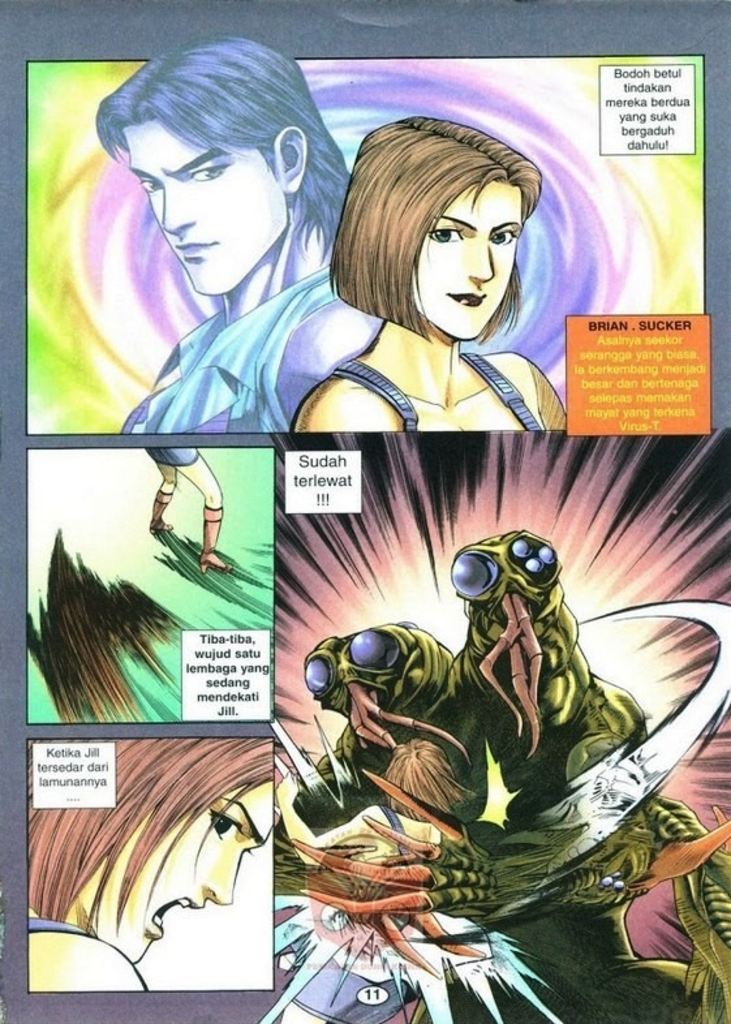 Bodoh betul
tindakan
mereka berdua
yang suka
bergaduh
dahulu!
BRIAN . SUCKER
Asalnya seekor
serangga yang biasa.
Ia berkembang menjadi
besar dan bertenaga
selepas memakan
mayat yang terkena
Virus-T.
Tiba-tiba,
wujud satu
lembaga yang
sedang
mendekati
Jill.
Ketika Jill
tersedar dari
lamunannya
....
Sudah
terlewat
!!!
11